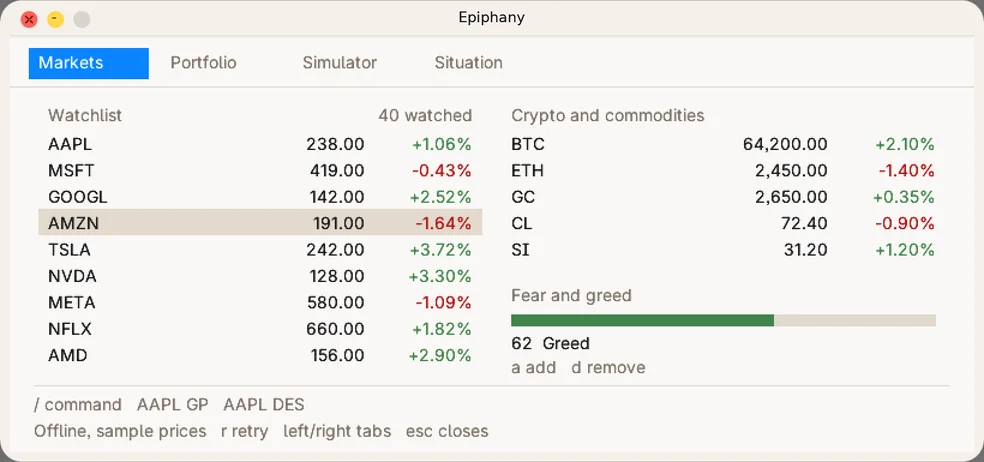 Epiphany
Markets Portfolio Simulator Situation
Watchlist 40 watched
AAPL 238.00 +1.06%
MSFT 419.00 -0.43%
GOOGL 142.00 +2.52%
AMZN 191.00 -1.64%
TSLA 242.00 +3.72%
NVDA 128.00 +3.30%
META 580.00 -1.09%
NFLX 660.00 +1.82%
AMD 156.00 +2.90%
Crypto and commodities
BTC 64,200.00 +2.10%
ETH 2,450.00 -1.40%
GC 2,650.00 +0.35%
CL 72.40 -0.90%
SI 31.20 +1.20%
Fear and greed
62 Greed
a add d remove
/ command AAPL GP AAPL DES
Offline, sample prices r retry left/right tabs esc closes